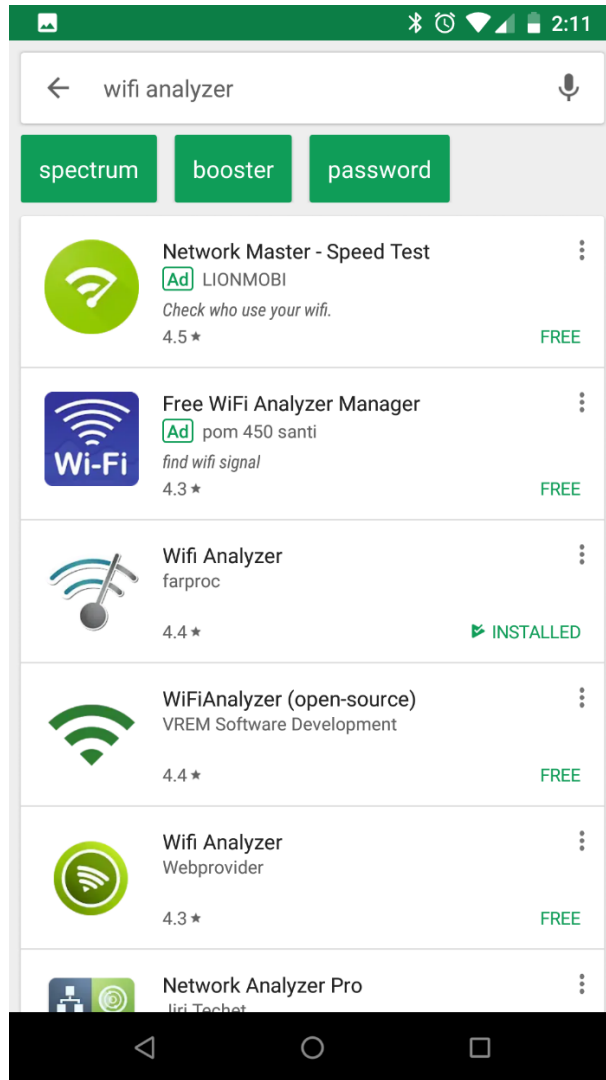 2:11
wifi analyzer
spectrum
booster
password
Network Master - Speed Test
Ad LIONMOBI
Check who use your wifi.
4.5★
FREE
Wi-Fi
Free WiFi Analyzer Manager
Ad pom 450 santi
find wifi signal
4.3★
FREE
Wifi Analyzer
farproc
4.4★
INSTALLED
WiFiAnalyzer (open-source)
VREM Software Development
4.4★
FREE
Wifi Analyzer
Webprovider
4.3★
FREE
Network Analyzer Pro
Jiri Techet